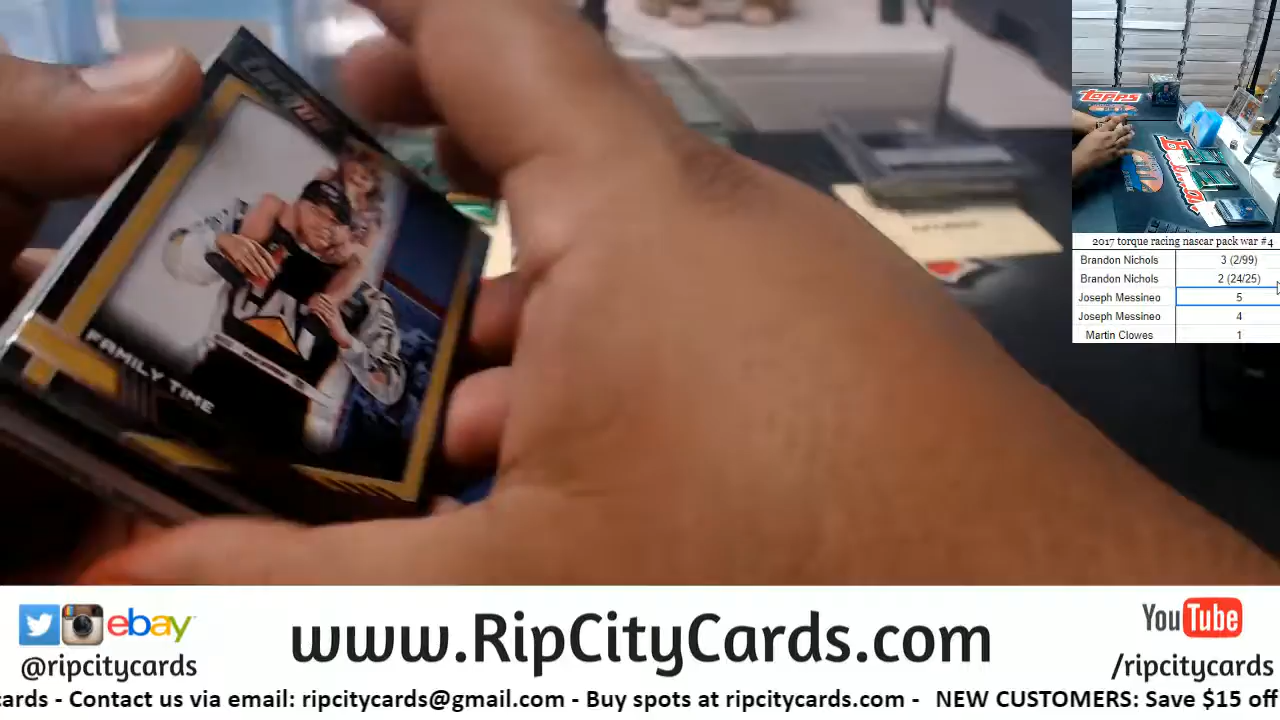 FAMILY TIME
CAT
topps
2017 torque racing nascar pack war #4
Brandon Nichols 3 (2/99)
Brandon Nichols 2 (24/25)
Joseph Messineo 5
Joseph Messineo 4
Martin Clowes 1
ebay
@ripcitycards
www.RipCityCards.com
YouTube
/ripcitycards
cards - Contact us via email: ripcitycards@gmail.com - Buy spots at ripcitycards.com - NEW CUSTOMERS: Save $15 off